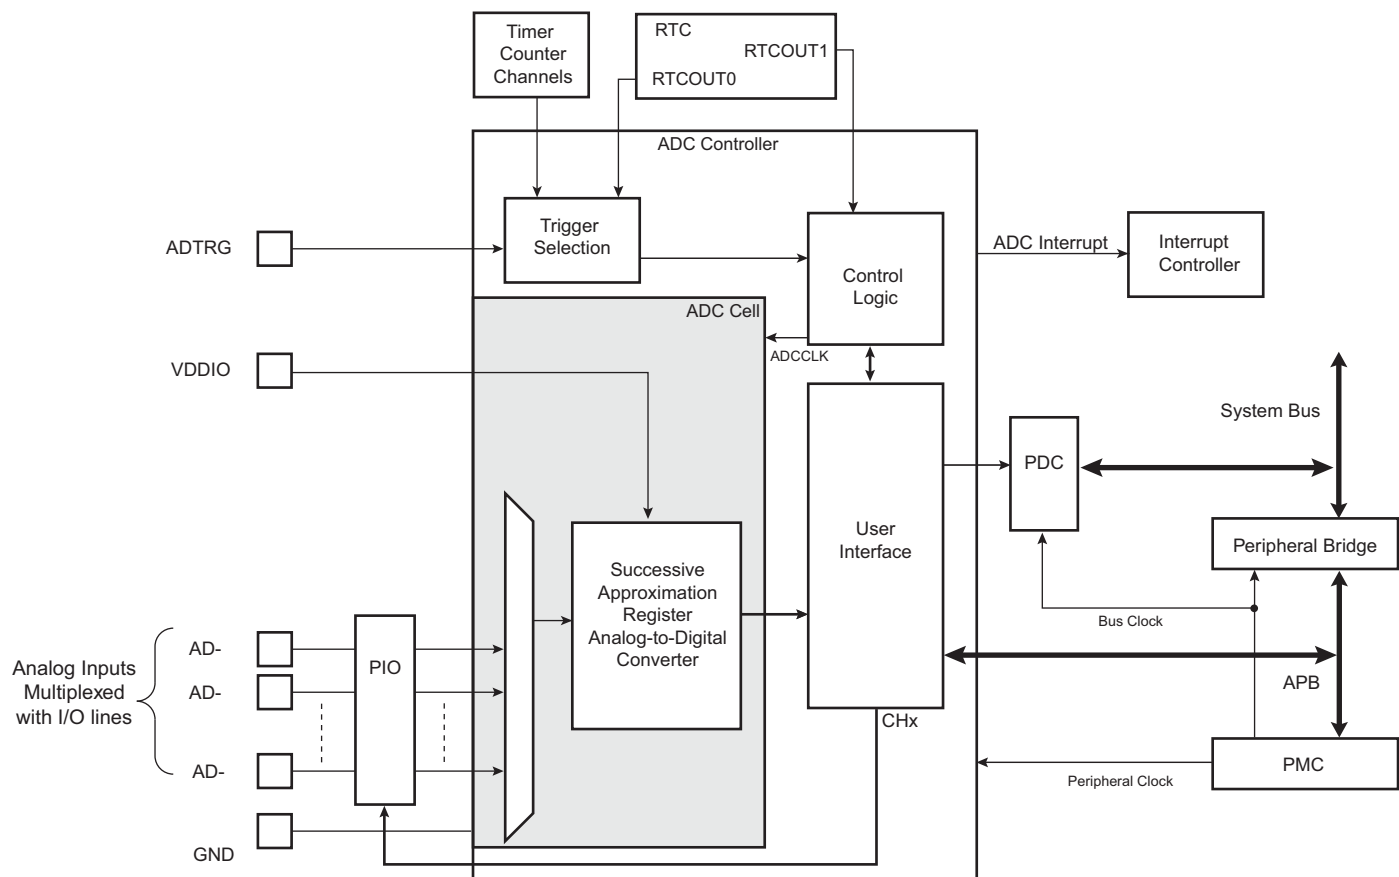 Timer
Counter
Channels
RTC
RTCOUT1
RTCOUT0
ADC Controller
ADTRG
Trigger
Selection
Control
Logic
ADC Interrupt
Interrupt
Controller
ADC Cell
ADCCLK
VDDIO
System Bus
PDC
User
Interface
Peripheral Bridge
Successive
Approximation
Register
Analog-to-Digital
Converter
Bus Clock
Analog Inputs
Multiplexed
with I/O lines
AD-
AD-
AD-
PIO
APB
CHx
PMC
Peripheral Clock
GND